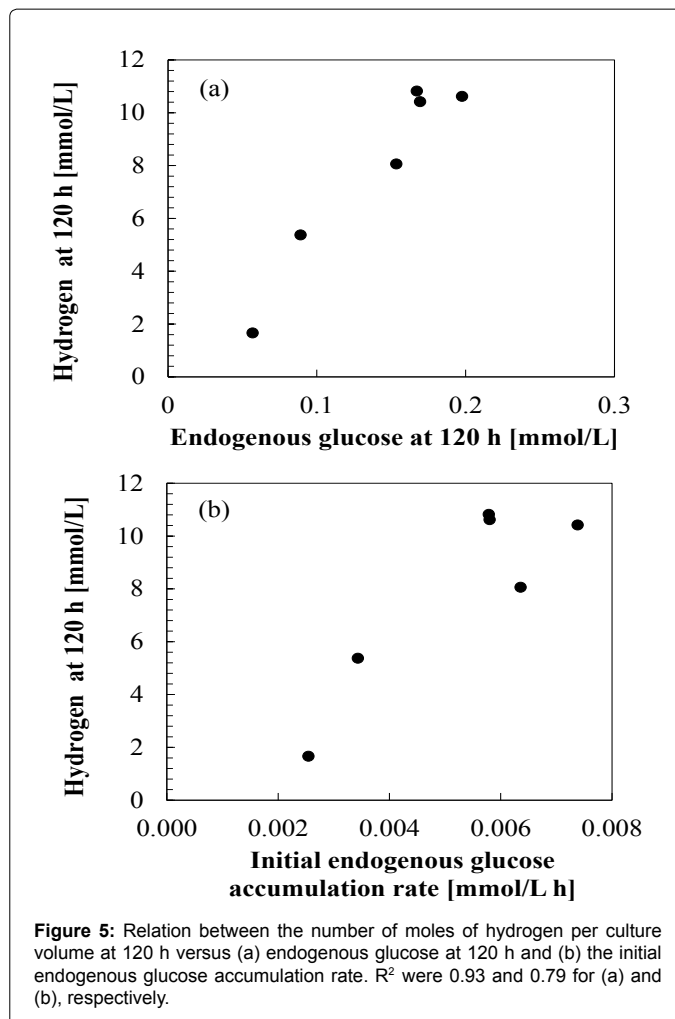 12
10
8
6
4
2
0
(a)
Hydrogen at 120 h [mmol/L]
0 0.1 0.2 0.3
Endogenous glucose at 120 h [mmol/L]
12
10
8
6
4
2
0
(b)
Hydrogen at 120 h [mmol/L]
0.000 0.002 0.004 0.006 0.008
Initial endogenous glucose
accumulation rate [mmol/L h]
Figure 5: Relation between the number of moles of hydrogen per culture
volume at 120 h versus (a) endogenous glucose at 120 h and (b) the initial
endogenous glucose accumulation rate. R² were 0.93 and 0.79 for (a) and
(b), respectively.